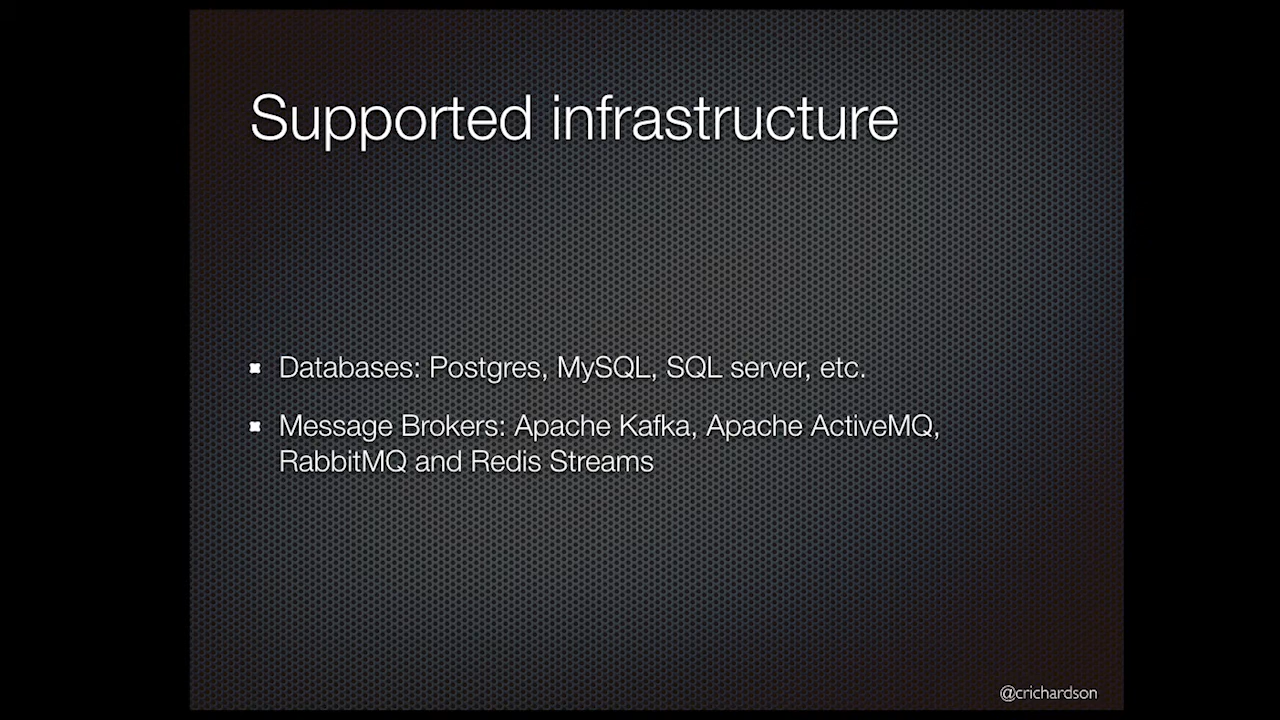 Supported infrastructure
Databases: Postgres, MySQL, SQL server, etc.
Message Brokers: Apache Kafka, Apache ActiveMQ,
RabbitMQ and Redis Streams
@crichardson